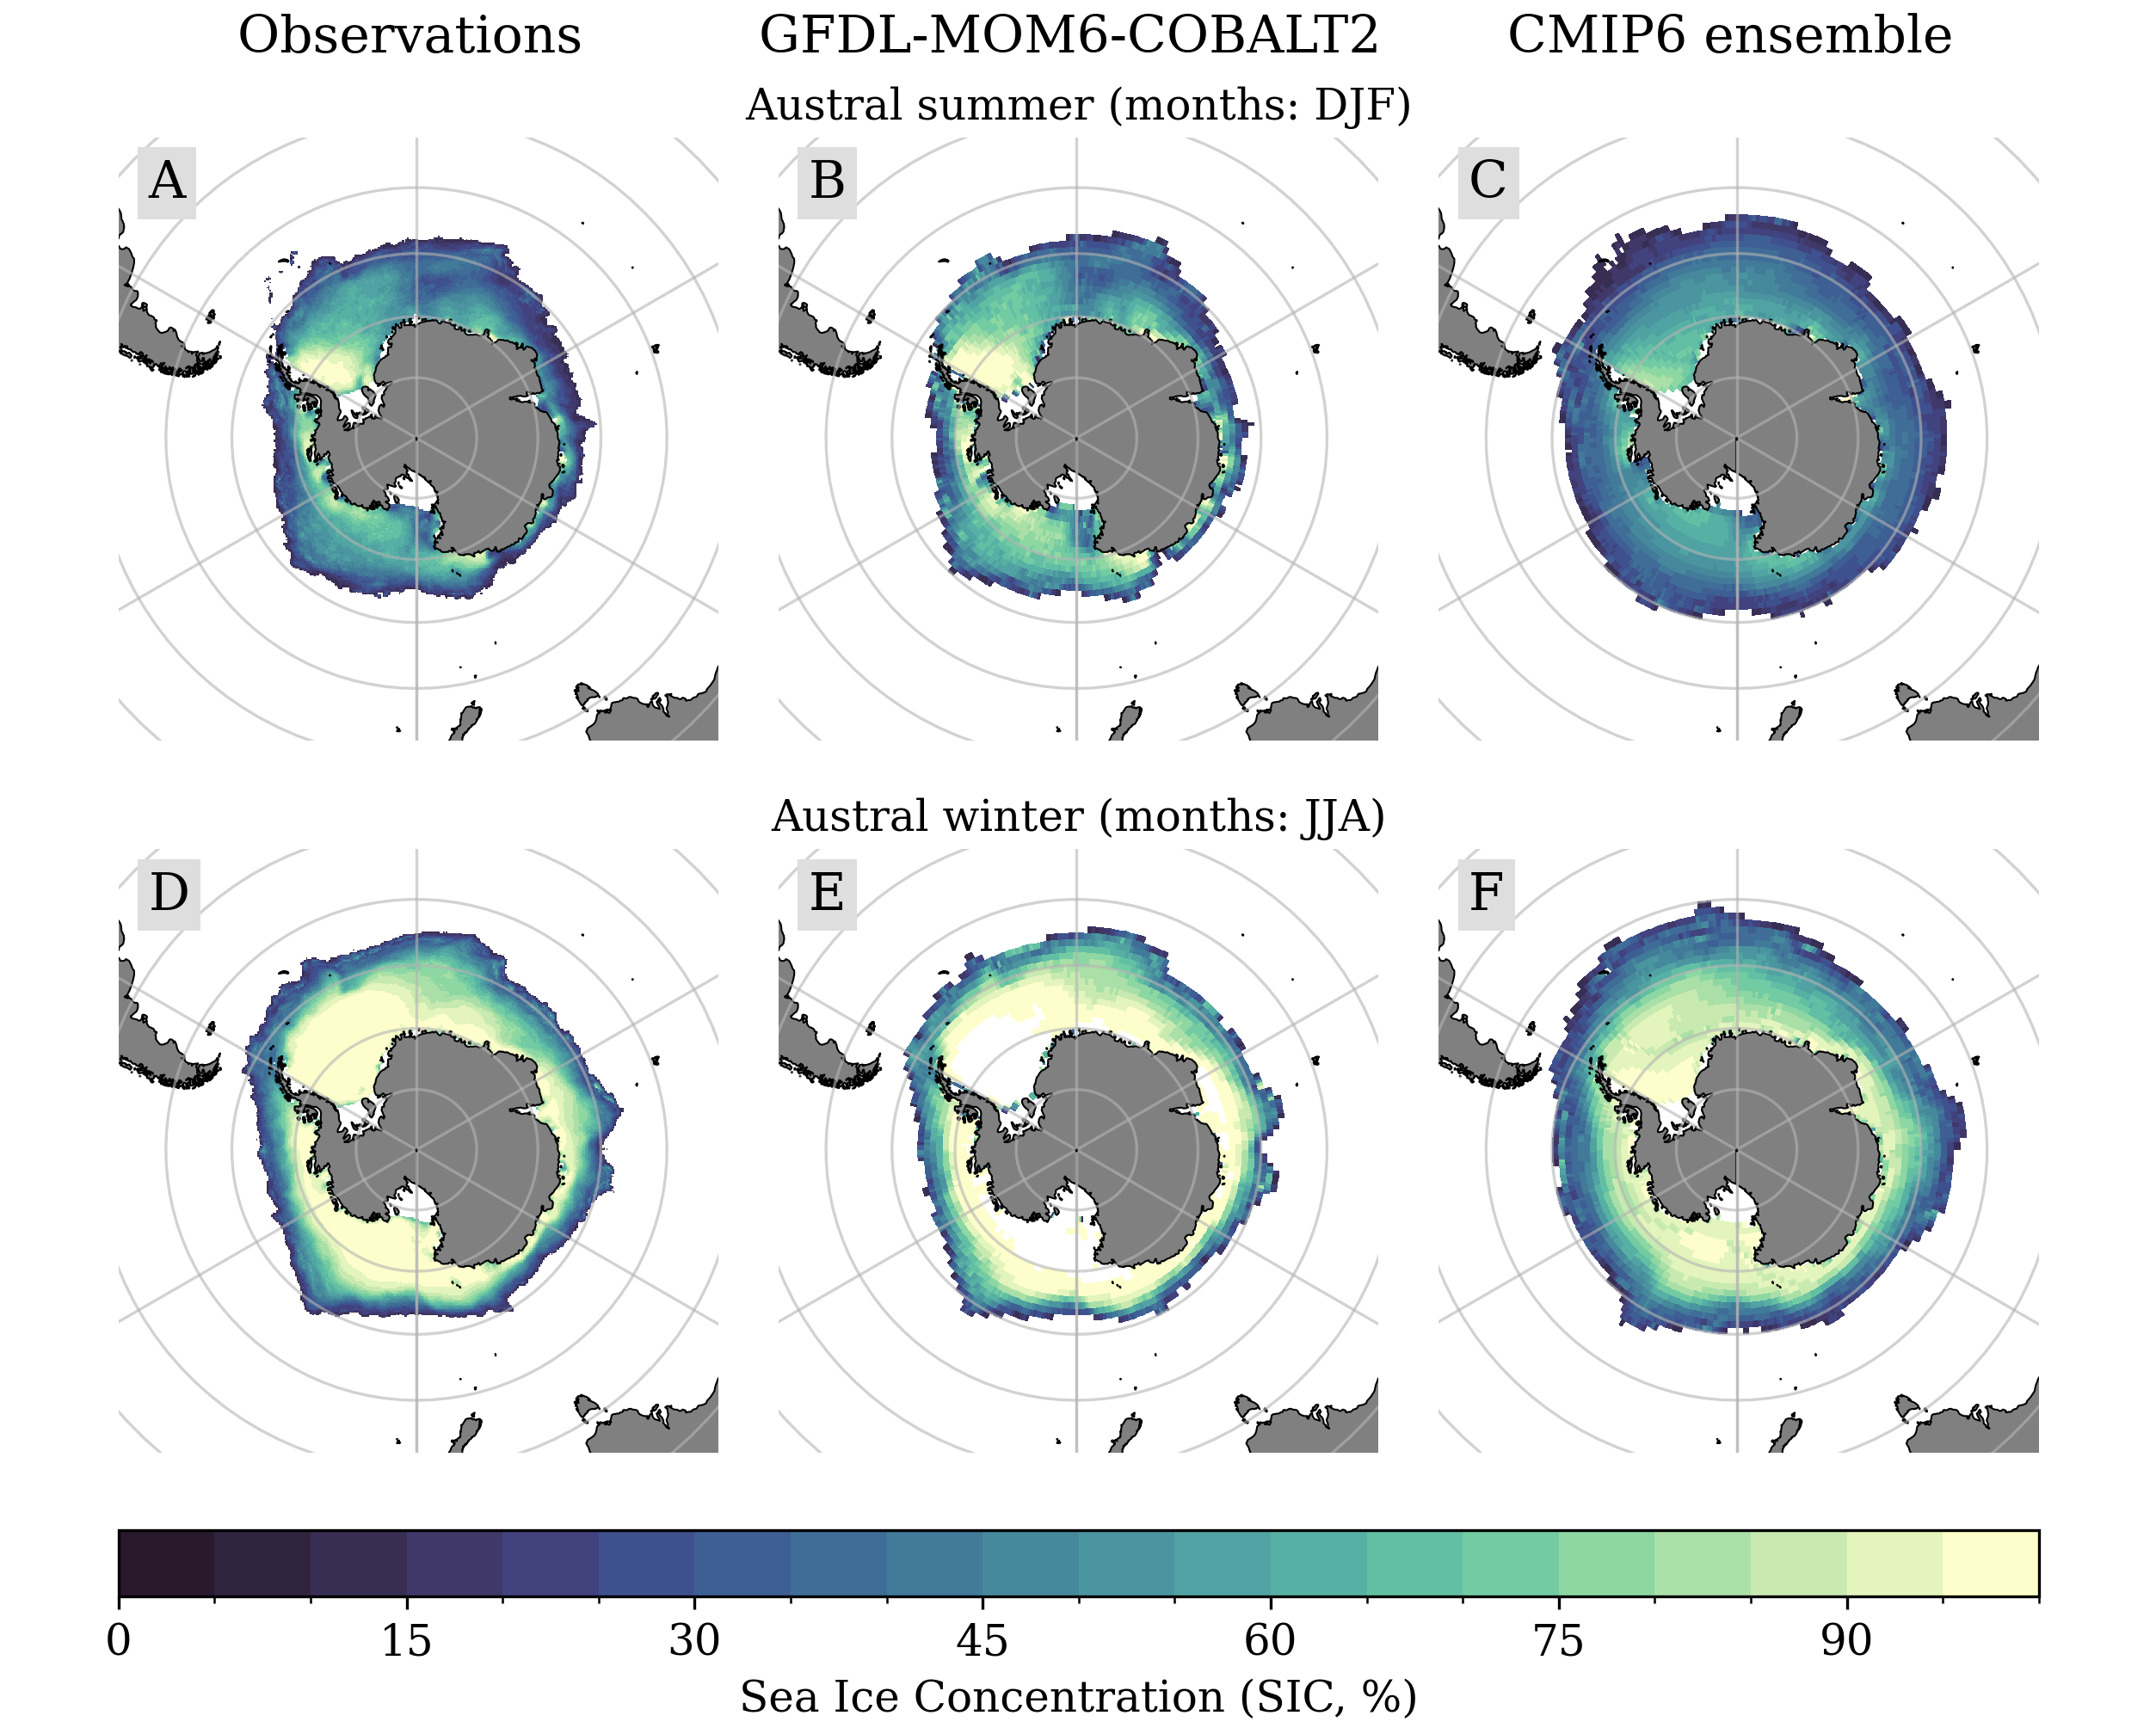 Observations GFDL-MOM6-COBALT2 CMIP6 ensemble
Austral summer (months: DJF)
A B C
Austral winter (months: JJA)
D E F
0 15 30 45 60 75 90
Sea Ice Concentration (SIC, %)